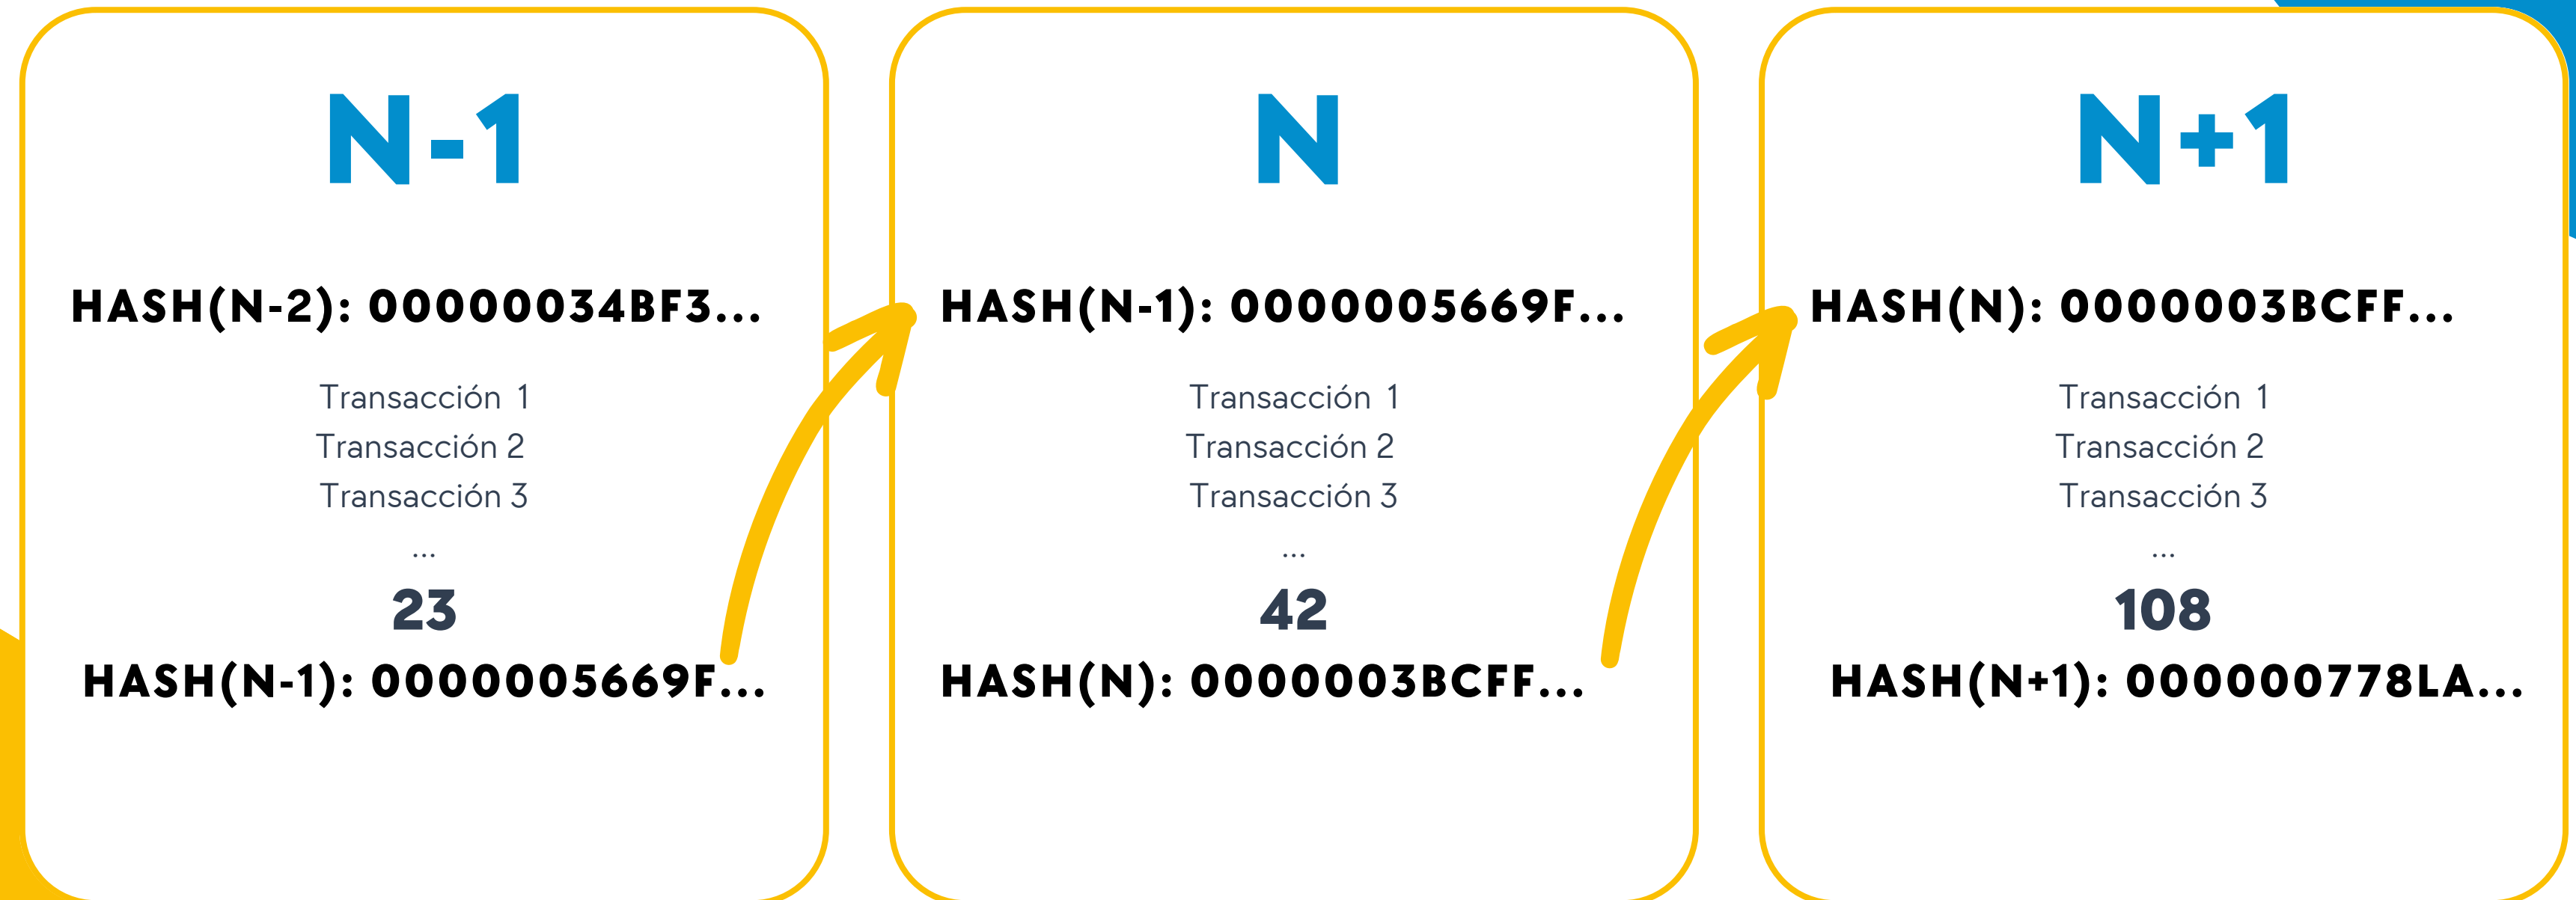 N-1
HASH(N-2): 00000034BF3...
Transacción 1
Transacción 2
Transacción 3
...
23
HASH(N-1): 0000005669F...
N
HASH(N-1): 0000005669F...
Transacción 1
Transacción 2
Transacción 3
...
42
HASH(N): 0000003BCFF...
N+1
HASH(N): 0000003BCFF...
Transacción 1
Transacción 2
Transacción 3
...
108
HASH(N+1): 000000778LA...